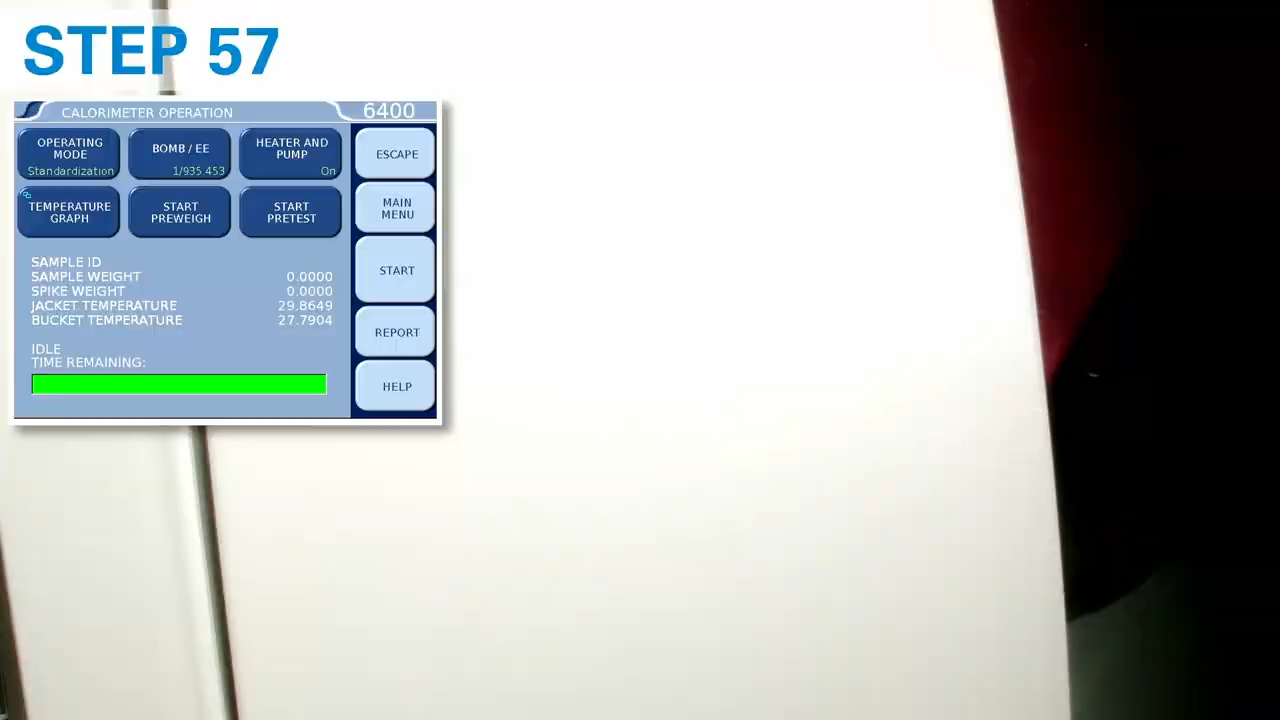 STEP 57
CALORIMETER OPERATION 6400
OPERATING
MODE
Standardization
BOMB / EE
1/935.453
HEATER AND
PUMP
On
ESCAPE
TEMPERATURE
GRAPH
START
PREWEIGH
START
PRETEST
MAIN
MENU
SAMPLE ID
SAMPLE WEIGHT 0.0000
SPIKE WEIGHT 0.0000
JACKET TEMPERATURE 29.8649
BUCKET TEMPERATURE 27.7904
START
REPORT
IDLE
TIME REMAINING:
HELP